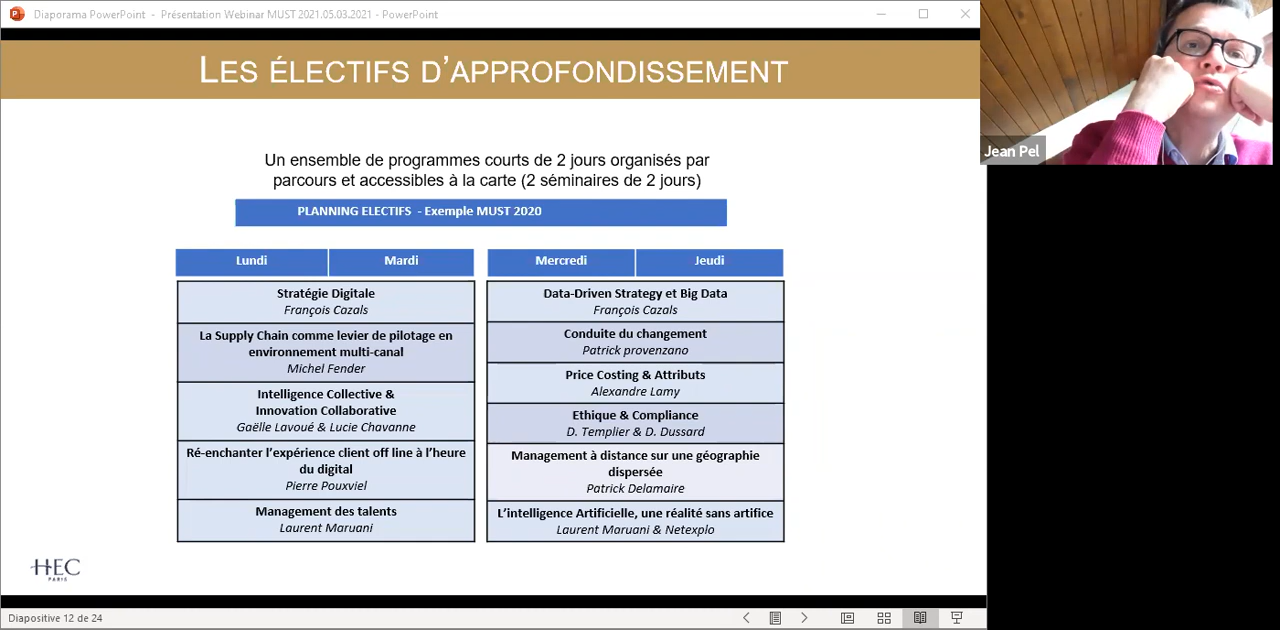 Diaporama PowerPoint - Présentation Webinar MUST 2021.05.03.2021 - PowerPoint
LES ÉLECTIFS D'APPROFONDISSEMENT
Jean Pel
Un ensemble de programmes courts de 2 jours organisés par
parcours et accessibles à la carte (2 séminaires de 2 jours)
PLANNING ELECTIFS - Exemple MUST 2020
Lundi
Mardi
Stratégie Digitale
François Cazals
La Supply Chain comme levier de pilotage en
environnement multi-canal
Michel Fender
Intelligence Collective &
Innovation Collaborative
Gaëlle Lavoué & Lucie Chavanne
Ré-enchanter l'expérience client off line à l'heure
du digital
Pierre Pouxviel
Management des talents
Laurent Maruani
Mercredi
Jeudi
Data-Driven Strategy et Big Data
François Cazals
Conduite du changement
Patrick provenzano
Price Costing & Attributs
Alexandre Lamy
Ethique & Compliance
D. Templier & D. Dussard
Management à distance sur une géographie
dispersée
Patrick Delamaire
L'intelligence Artificielle, une réalité sans artifice
Laurent Maruani & Netexplo
HEC
PARIS
Diapositive 12 de 24